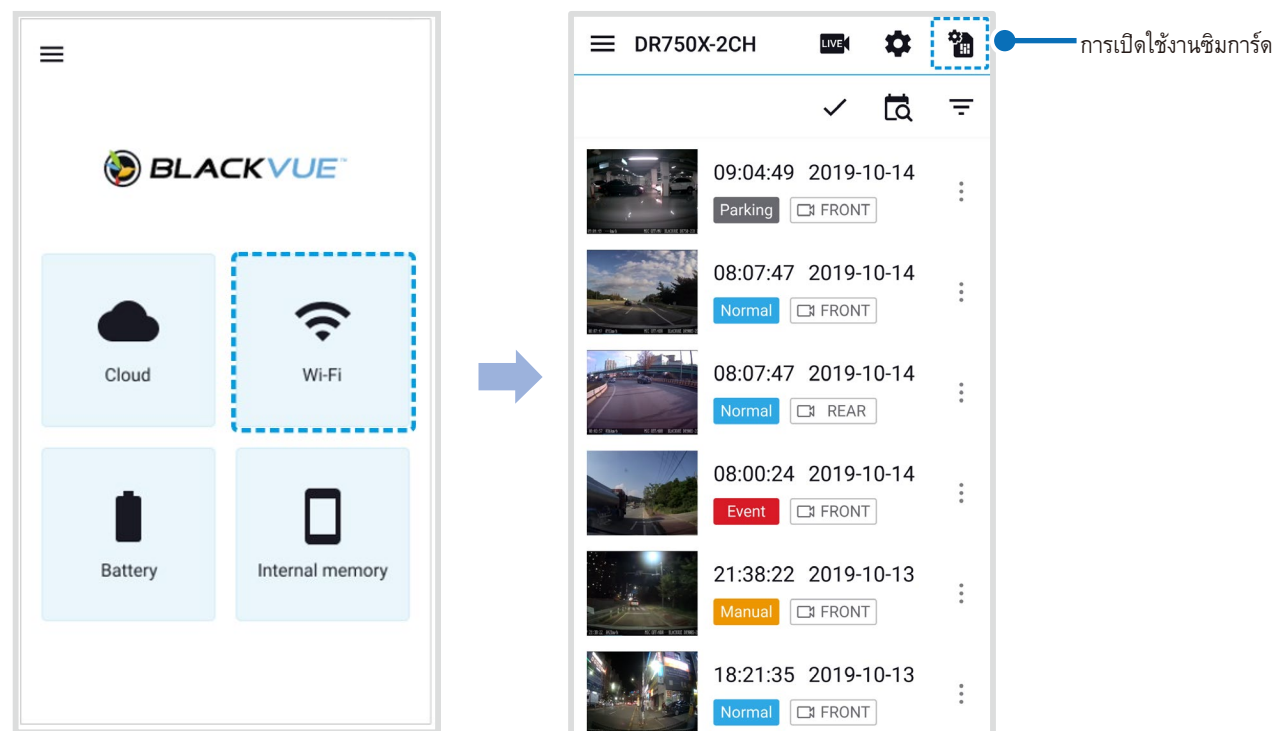 BLACKVUE™
Cloud
Wi-Fi
Battery
Internal memory
DR750X-2CH
LIVE
การเปิดใช้งานซิมการ์ด
09:04:49 2019-10-14
Parking FRONT
08:07:47 2019-10-14
Normal FRONT
08:07:47 2019-10-14
Normal REAR
08:00:24 2019-10-14
Event FRONT
21:38:22 2019-10-13
Manual FRONT
18:21:35 2019-10-13
Normal FRONT